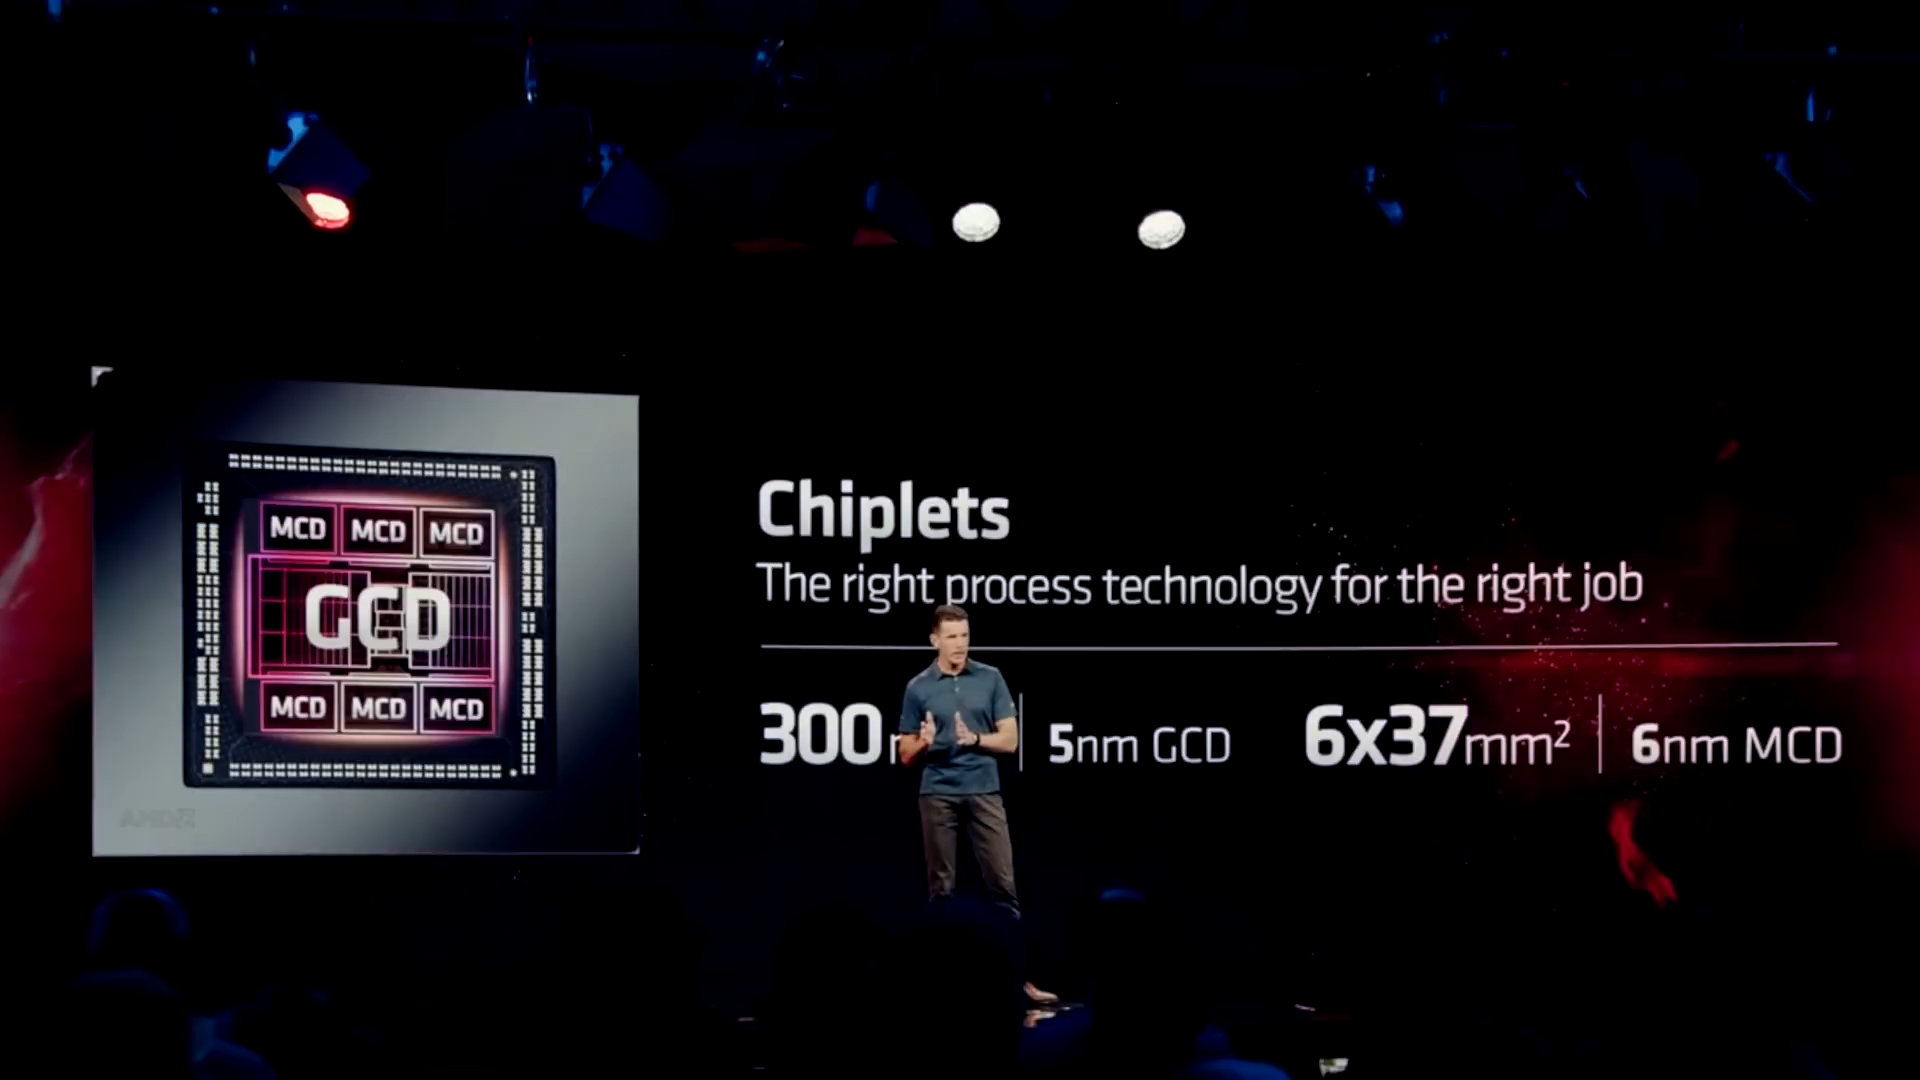 MCD MCD MCD
GCD
MCD MCD MCD
AMD
Chiplets
The right process technology for the right job
300
5nm GCD
6x37mm²
6nm MCD